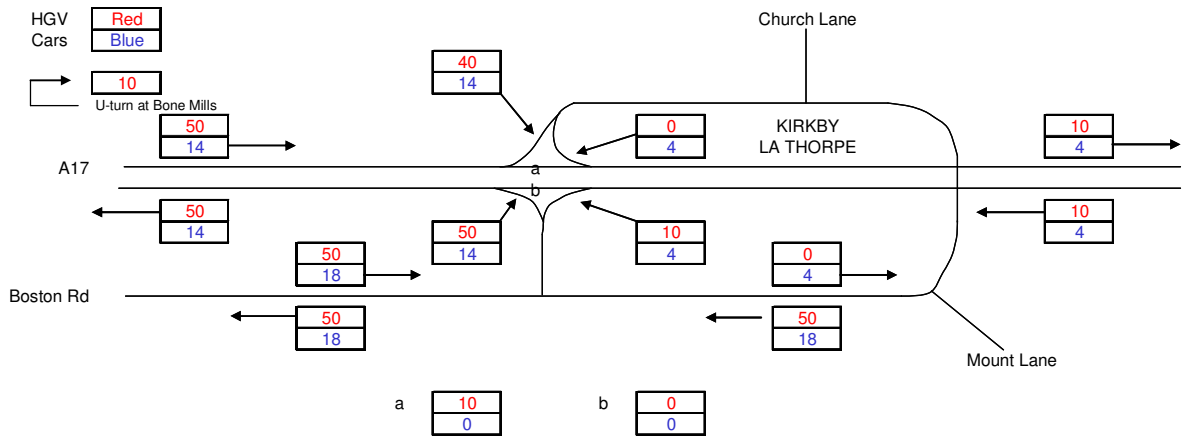 HGV Red
Cars Blue
10
U-turn at Bone Mills
Church Lane
40
14
50
14
0
4
KIRKBY
LA THORPE
10
4
A17
a
b
50
14
50
14
10
4
10
4
50
18
0
4
Boston Rd
50
18
50
18
Mount Lane
a 10
0
b 0
0